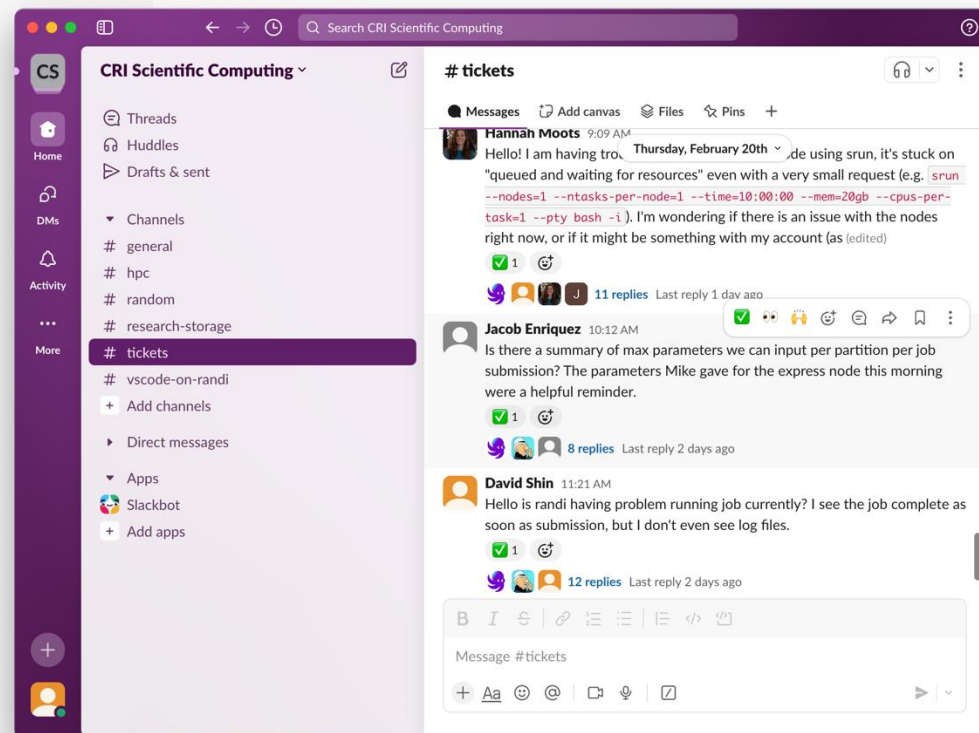 Search CRI Scientific Computing
CS
Home
DMs
Activity
More
CRI Scientific Computing
Threads
Huddles
Drafts & sent
Channels
# general
# hpc
# random
# research-storage
# tickets
# vscode-on-randi
+ Add channels
Direct messages
Apps
Slackbot
+ Add apps
# tickets
Messages Add canvas Files Pins +
Hannah Moots 9:09 AM
Thursday, February 20th
Hello! I am having de using srun, it's stuck on
"queued and waiting for resources" even with a very small request (e.g. srun
--nodes=1 --ntasks-per-node=1 --time=10:00:00 --mem=20gb --cpus-per-
task=1 --pty bash -i). I'm wondering if there is an issue with the nodes
right now, or if it might be something with my account (as (edited)
1
J 11 replies Last reply 1 day ago
Jacob Enriquez 10:12 AM
Is there a summary of max parameters we can input per partition per job
submission? The parameters Mike gave for the express node this morning
were a helpful reminder.
1
8 replies Last reply 2 days ago
David Shin 11:21 AM
Hello is randi having problem running job currently? I see the job complete as
soon as submission, but I don't even see log files.
1
12 replies Last reply 2 days ago
B I S
Message #tickets
+ Aa @